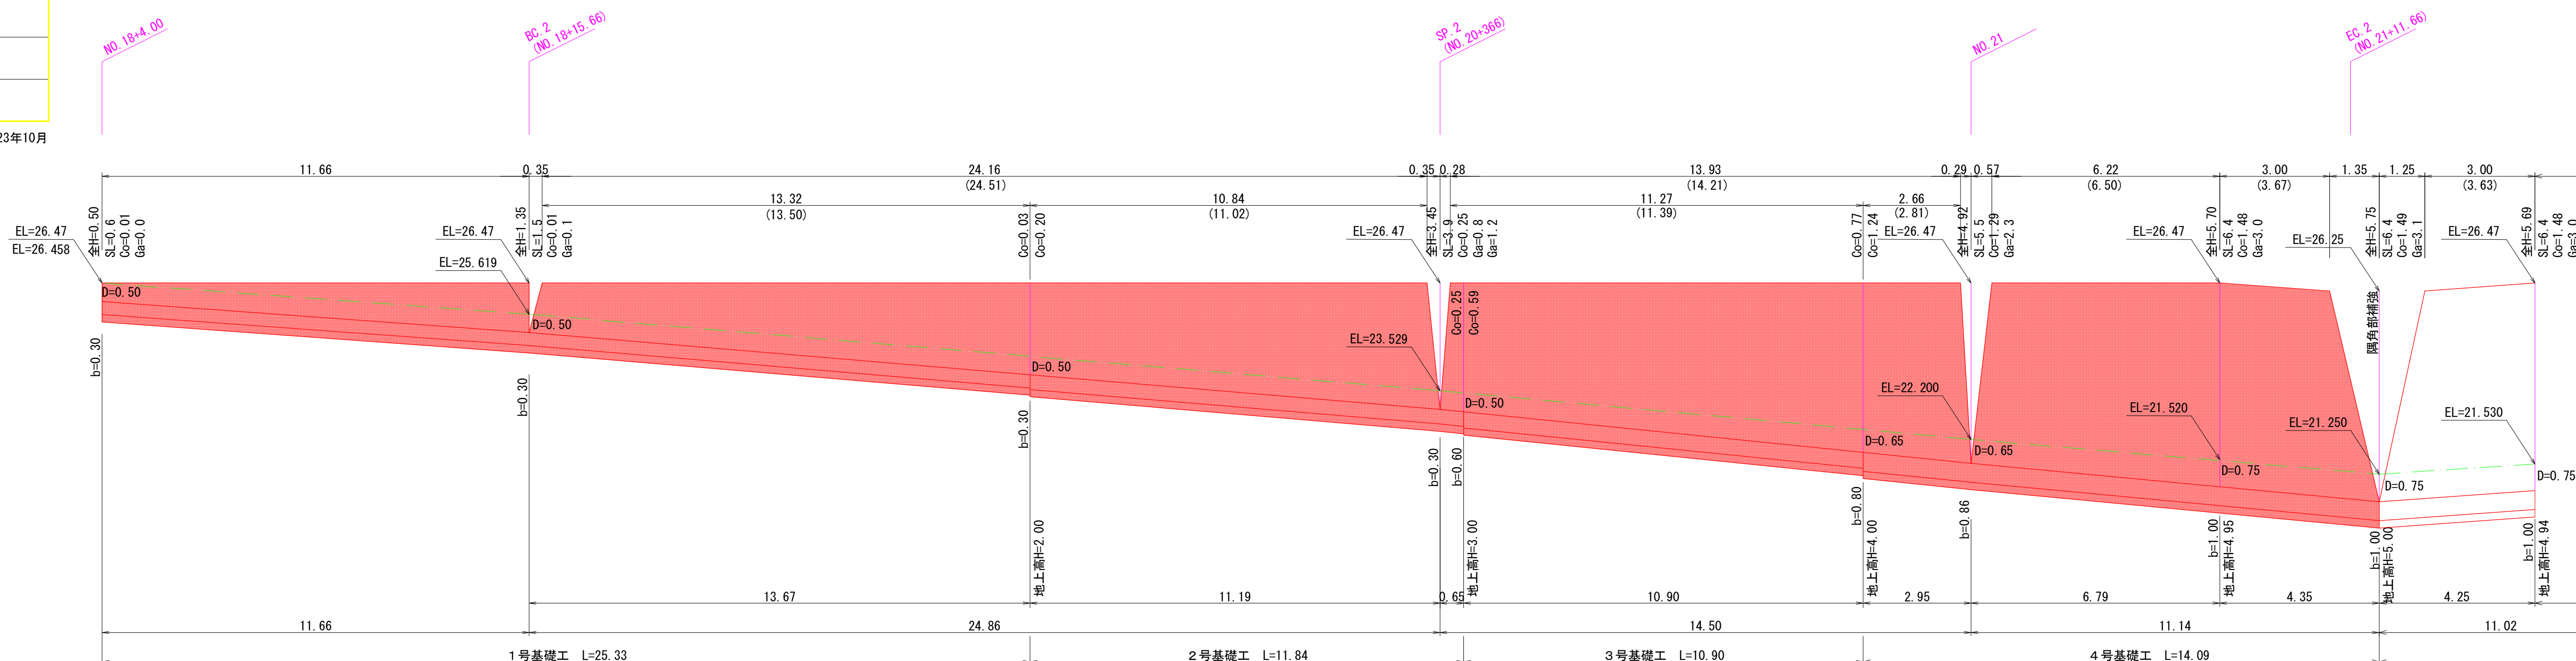 NO.18+4.00
BC.2
(NO.18+15.66)
SP.2
(NO.20+366)
NO.21
EC.2
(NO.21+11.66)
23年10月
11.66
0.35
24.16
(24.51)
0.35
0.28
13.93
(14.21)
0.29
0.57
6.22
(6.50)
3.00
(3.67)
1.35
1.25
3.00
(3.63)
13.32
(13.50)
10.84
(11.02)
11.27
(11.39)
2.66
(2.81)
全H=0.50
SL=0.6
Co=0.01
Ga=0.0
全H=1.35
SL=1.5
Co=0.01
Ga=0.1
Co=0.03
Co=0.20
全H=3.45
SL=3.9
Co=0.25
Ga=0.8
Ga=1.2
Co=0.77
Co=1.24
全H=4.92
SL=5.5
Co=1.29
Ga=2.3
全H=5.70
SL=6.4
Co=1.48
Ga=3.0
全H=5.75
SL=6.4
Co=1.49
Ga=3.1
全H=5.69
SL=6.4
Co=1.48
Ga=3.0
EL=26.47
EL=26.458
EL=26.47
EL=25.619
EL=26.47
EL=23.529
EL=26.47
EL=22.200
EL=26.47
EL=21.520
EL=26.25
EL=21.250
EL=26.47
EL=21.530
Co=0.25
Co=0.59
隅角部補強
D=0.50
D=0.50
D=0.50
D=0.50
D=0.65
D=0.65
D=0.75
D=0.75
D=0.75
b=0.30
b=0.30
b=0.30
地上高H=2.00
b=0.30
b=0.60
地上高H=3.00
b=0.80
地上高H=4.00
b=0.86
b=1.00
地上高H=4.95
b=1.00
地上高H=5.00
b=1.00
地上高H=4.94
13.67
11.19
0.65
10.90
2.95
6.79
4.35
4.25
11.66
24.86
14.50
11.14
11.02
1号基礎工 L=25.33
2号基礎工 L=11.84
3号基礎工 L=10.90
4号基礎工 L=14.09